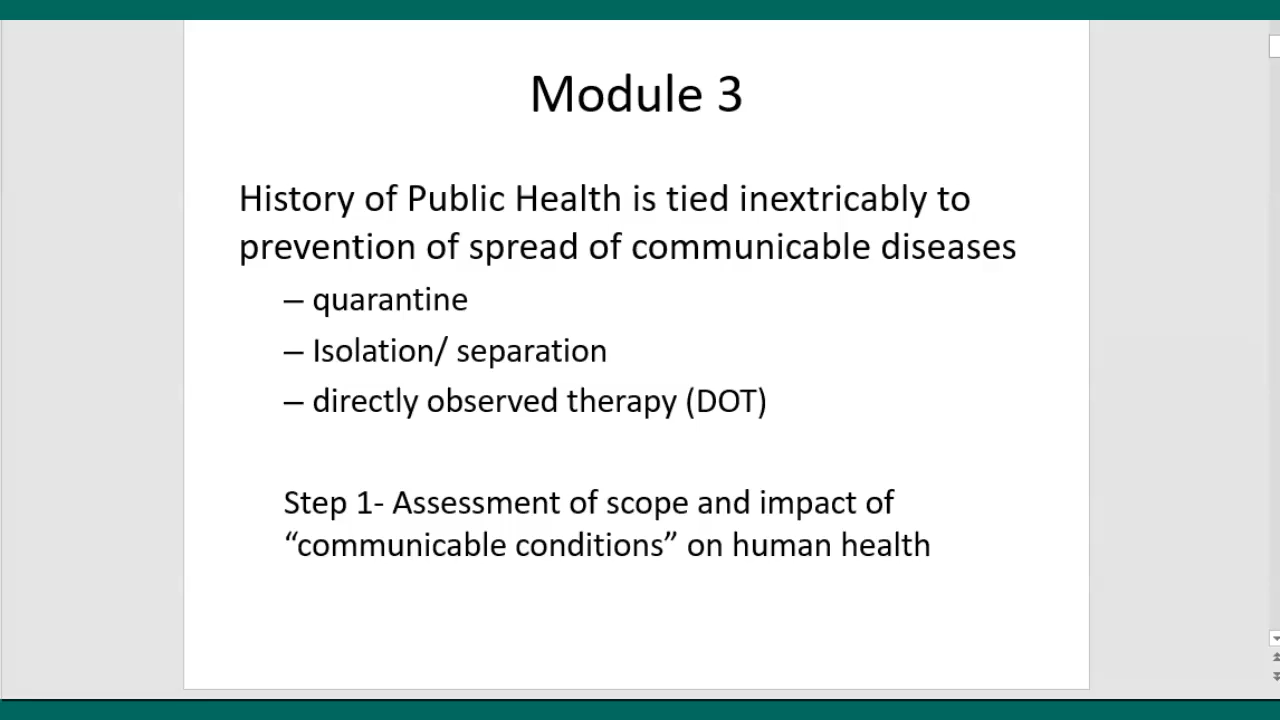 Module 3
History of Public Health is tied inextricably to
prevention of spread of communicable diseases
– quarantine
– Isolation/ separation
– directly observed therapy (DOT)
Step 1- Assessment of scope and impact of
“communicable conditions” on human health